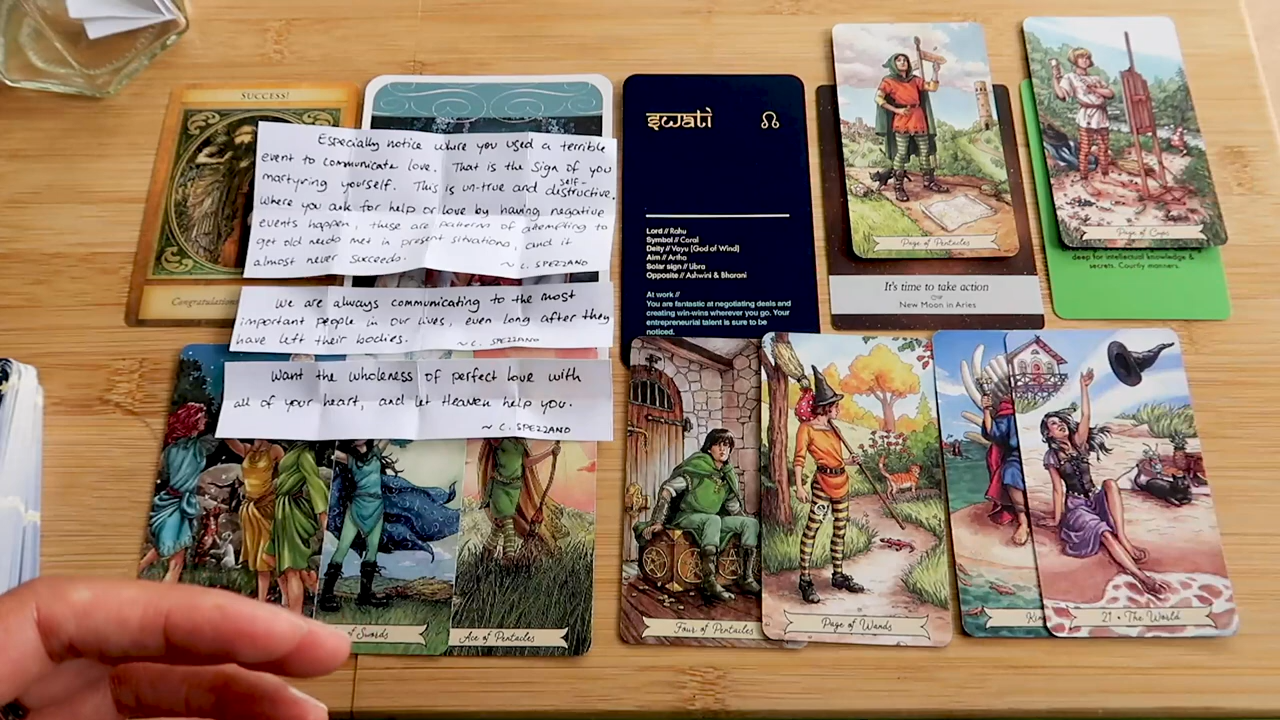 SUCCESS!
Congratulations
Especially notice where you used a terrible
event to communicate love. That is the sign of you
martyring yourself. This is un-true and self-destructive.
Where you ask for help or love by having negative
events happen, these are patterns of attempting to
get old needs met in present situations, and it
almost never succeeds.
~ C. SPEZZANO
We are always communicating to the most
important people in or lives, even long after they
have left their bodies.
~ C. SPEZZANO
Want the wholeness of perfect love with
all of your heart, and let Heaven help you.
~ C. SPEZZANO
swati
Lord // Rahu
Symbol // Coral
Deity // Vayu (God of Wind)
Aim // Artha
Solar sign // Libra
Opposite // Ashwini & Bharani
At work //
You are fantastic at negotiating deals and
creating win-wins wherever you go. Your
entrepreneurial talent is sure to be
noticed.
Page of Pentacles
It's time to take action
New Moon in Aries
Page of Cups
deep for intellectual knowledge &
secrets. Courtly manners.
of Swords
Ace of Pentacles
Four of Pentacles
Page of Wands
Kin
21 • The World